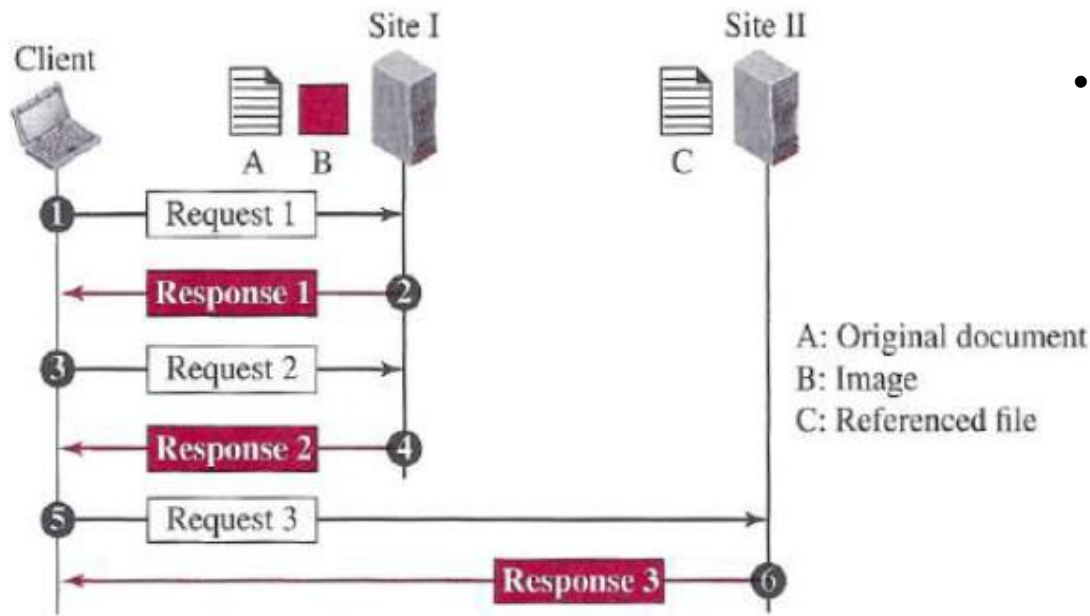 Site I
Site II
Client
A
B
C
1
Request 1
Response 1
2
3
Request 2
Response 2
4
5
Request 3
Response 3
6
A: Original document
B: Image
C: Referenced file
•